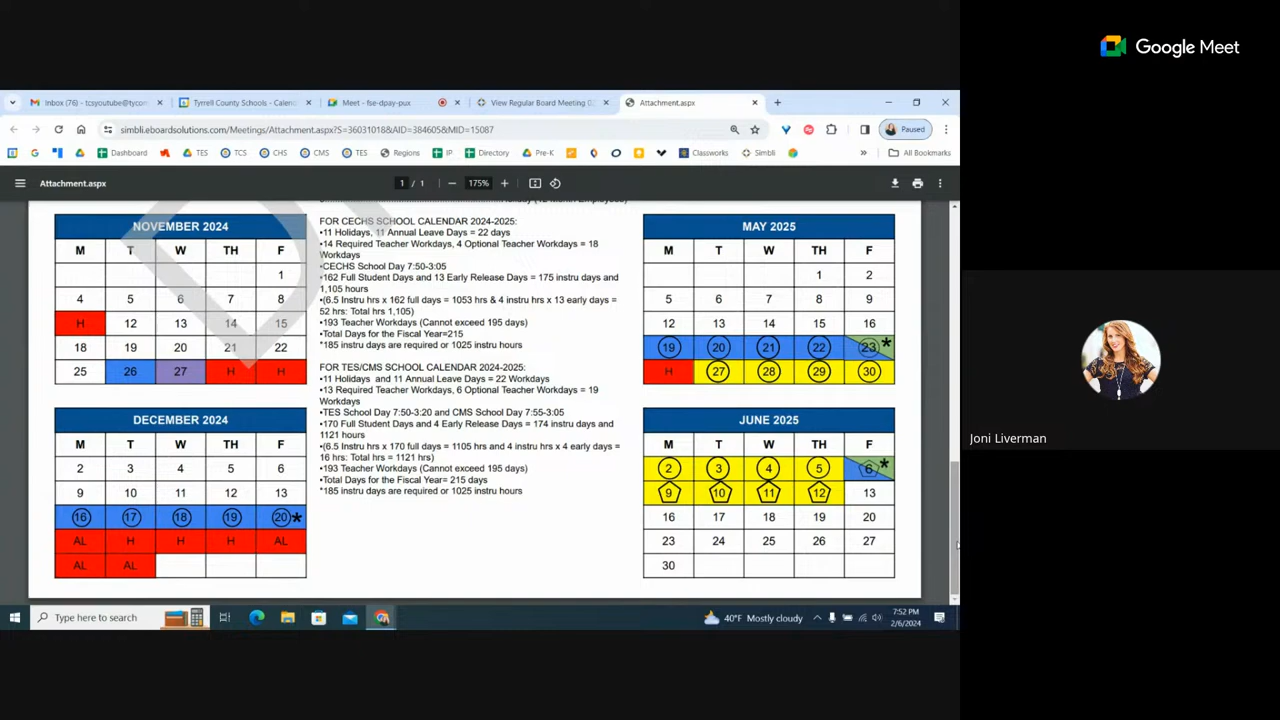 Google Meet
Inbox (76) - tcsyoutube@tycom
Tyrrell County Schools - Calend
Meet - fse-dpay-pux
View Regular Board Meeting 0
Attachment.aspx
simbli.eboardsolutions.com/Meetings/Attachment.aspx?S=36031018&AID=384605&MID=15087
Paused
Dashboard TES TCS CHS CMS TES Regions IP Directory Pre-K Classworks Simbli » All Bookmarks
Attachment.aspx 1 / 1 175%
NOVEMBER 2024
M T W TH F
1
4 5 6 7 8
H 12 13 14 15
18 19 20 21 22
25 26 27 H H
DECEMBER 2024
M T W TH F
2 3 4 5 6
9 10 11 12 13
16 17 18 19 20*
AL H H H AL
AL AL
FOR CECHS SCHOOL CALENDAR 2024-2025:
•11 Holidays, 11 Annual Leave Days = 22 days
•14 Required Teacher Workdays, 4 Optional Teacher Workdays = 18
Workdays
•CECHS School Day 7:50-3:05
•162 Full Student Days and 13 Early Release Days = 175 instru days and
1,105 hours
•(6.5 Instru hrs x 162 full days = 1053 hrs & 4 instru hrs x 13 early days =
52 hrs: Total hrs 1,105)
•193 Teacher Workdays (Cannot exceed 195 days)
•Total Days for the Fiscal Year=215
*185 instru days are required or 1025 instru hours
FOR TES/CMS SCHOOL CALENDAR 2024-2025:
•11 Holidays and 11 Annual Leave Days = 22 Workdays
•13 Required Teacher Workdays, 6 Optional Teacher Workdays = 19
Workdays
•TES School Day 7:50-3:20 and CMS School Day 7:55-3:05
•170 Full Student Days and 4 Early Release Days = 174 instru days and
1121 hours
•(6.5 Instru hrs x 170 full days = 1105 hrs and 4 instru hrs x 4 early days =
16 hrs: Total hrs = 1121 hrs)
•193 Teacher Workdays (Cannot exceed 195 days)
•Total Days for the Fiscal Year= 215 days
•*185 instru days are required or 1025 instru hours
MAY 2025
M T W TH F
1 2
5 6 7 8 9
12 13 14 15 16
19 20 21 22 23*
H 27 28 29 30
JUNE 2025
M T W TH F
2 3 4 5 6*
9 10 11 12 13
16 17 18 19 20
23 24 25 26 27
30
Joni Liverman
Type here to search
40°F Mostly cloudy
7:52 PM
2/6/2024